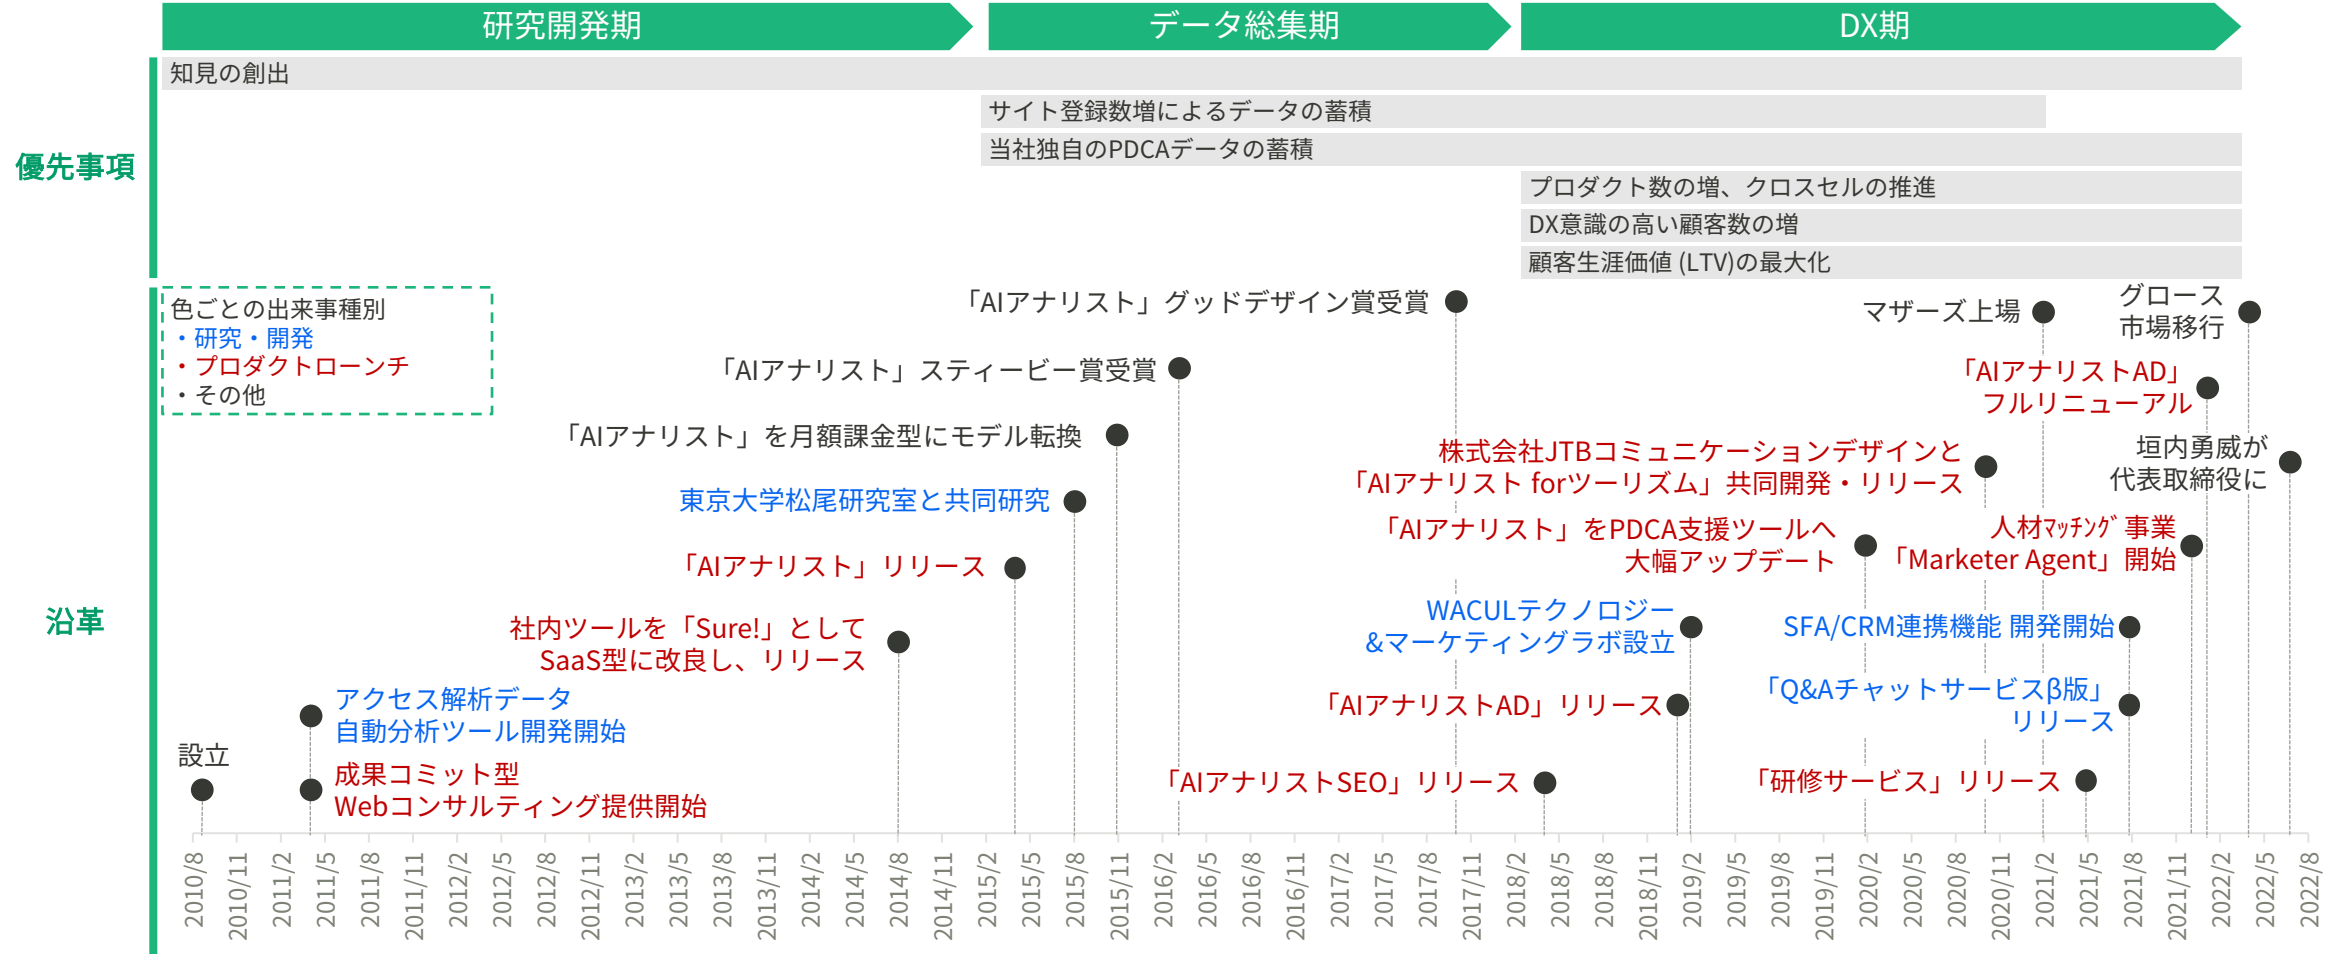 研究開発期
データ総集期
DX期
優先事項
知見の創出
サイト登録数増によるデータの蓄積
当社独自のPDCAデータの蓄積
プロダクト数の増、クロスセルの推進
DX意識の高い顧客数の増
顧客生涯価値 (LTV)の最大化
沿革
色ごとの出来事種別
・研究・開発
・プロダクトローンチ
・その他
設立
アクセス解析データ
自動分析ツール開発開始
成果コミット型
Webコンサルティング提供開始
社内ツールを「Sure!」として
SaaS型に改良し、リリース
「AIアナリスト」リリース
東京大学松尾研究室と共同研究
「AIアナリスト」を月額課金型にモデル転換
「AIアナリスト」スティービー賞受賞
「AIアナリスト」グッドデザイン賞受賞
「AIアナリストSEO」リリース
「AIアナリストAD」リリース
WACULテクノロジー
&マーケティングラボ設立
「AIアナリスト」をPDCA支援ツールへ
大幅アップデート
株式会社JTBコミュニケーションデザインと
「AIアナリスト forツーリズム」共同開発・リリース
マザーズ上場
「研修サービス」リリース
「Q&Aチャットサービスβ版」
リリース
SFA/CRM連携機能 開発開始
人材ﾏｯﾁﾝｸﾞ事業
「Marketer Agent」開始
「AIアナリストAD」
フルリニューアル
グロース
市場移行
垣内勇威が
代表取締役に
2010/8
2010/11
2011/2
2011/5
2011/8
2011/11
2012/2
2012/5
2012/8
2012/11
2013/2
2013/5
2013/8
2013/11
2014/2
2014/5
2014/8
2014/11
2015/2
2015/5
2015/8
2015/11
2016/2
2016/5
2016/8
2016/11
2017/2
2017/5
2017/8
2017/11
2018/2
2018/5
2018/8
2018/11
2019/2
2019/5
2019/8
2019/11
2020/2
2020/5
2020/8
2020/11
2021/2
2021/5
2021/8
2021/11
2022/2
2022/5
2022/8